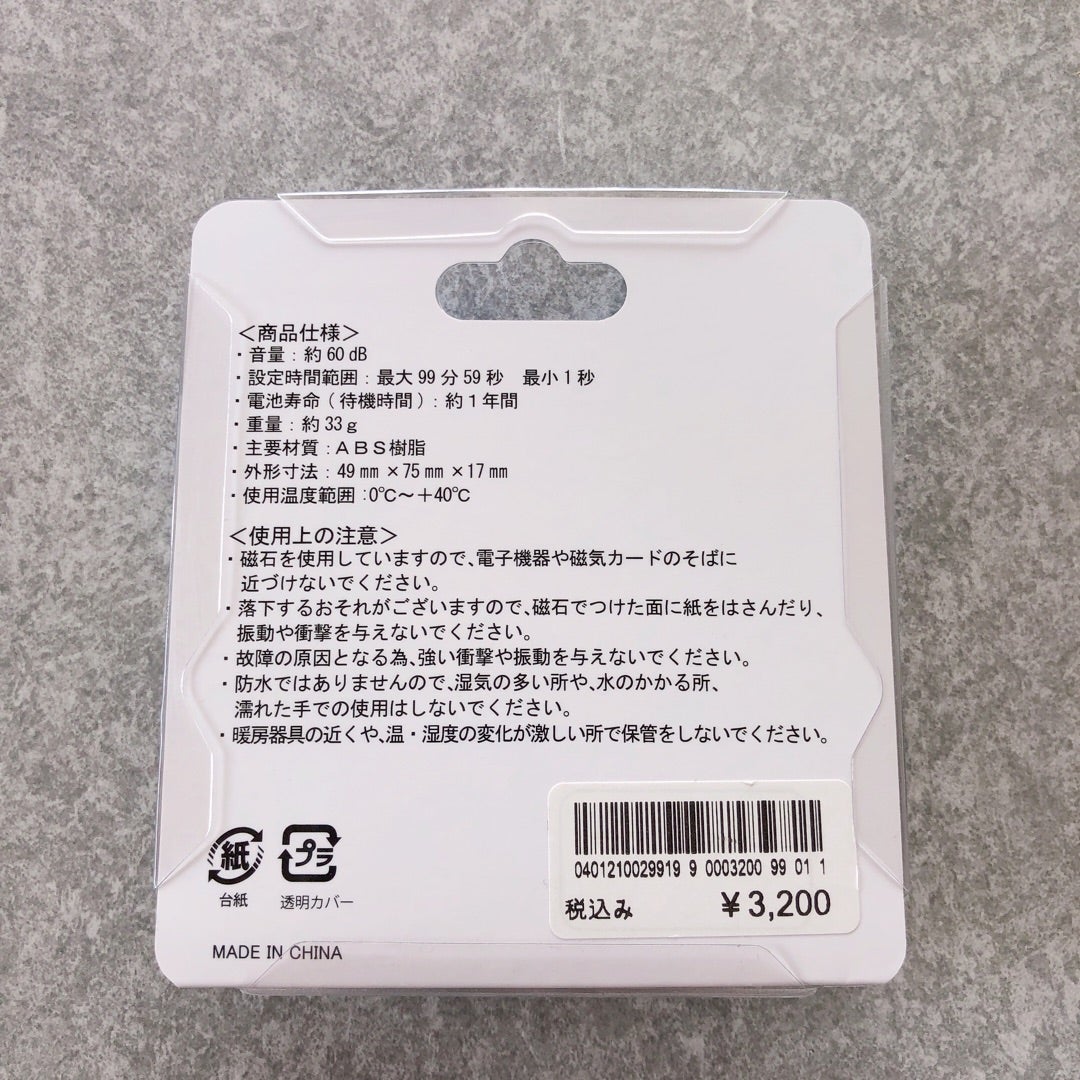 ＜商品仕様＞
・音量：約60dB
・設定時間範囲：最大99分59秒　最小1秒
・電池寿命(待機時間)：約1年間
・重量：約33g
・主要材質：ABS樹脂
・外形寸法：49㎜×75㎜×17㎜
・使用温度範囲:0℃～+40℃
＜使用上の注意＞
・磁石を使用していますので、電子機器や磁気カードのそばに
近づけないでください。
・落下するおそれがございますので、磁石でつけた面に紙をはさんだり、
振動や衝撃を与えないでください。
・故障の原因となる為、強い衝撃や振動を与えないでください。
・防水ではありませんので、湿気の多い所や、水のかかる所、
濡れた手での使用はしないでください。
・暖房器具の近くや、温・湿度の変化が激しい所で保管をしないでください。
0401210029919 9 0003200 99 01 1
税込み ￥3,200
紙 プラ
台紙 透明カバー
MADE IN CHINA